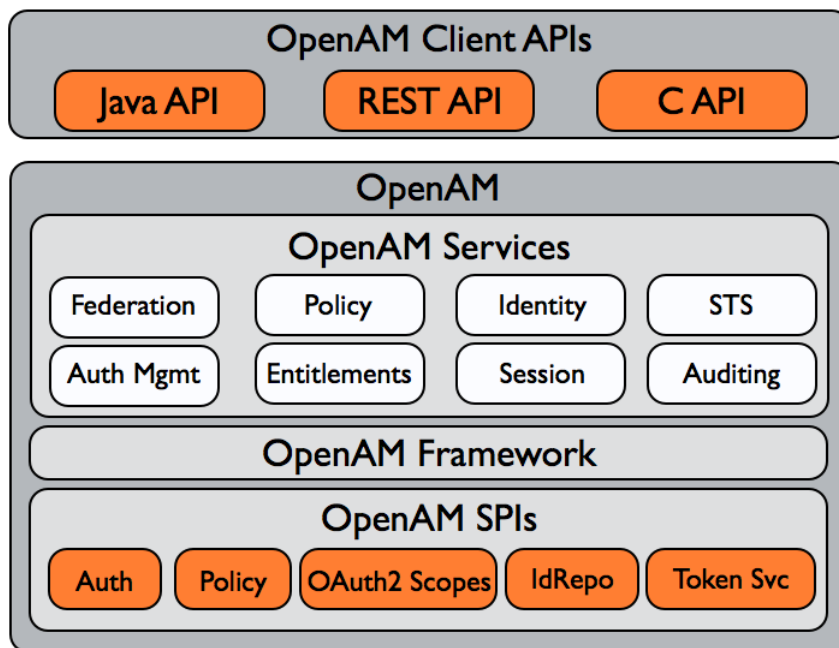 OpenAM Client APIs
Java API REST API C API
OpenAM
OpenAM Services
Federation Policy Identity STS
Auth Mgmt Entitlements Session Auditing
OpenAM Framework
OpenAM SPIs
Auth Policy OAuth2 Scopes IdRepo Token Svc